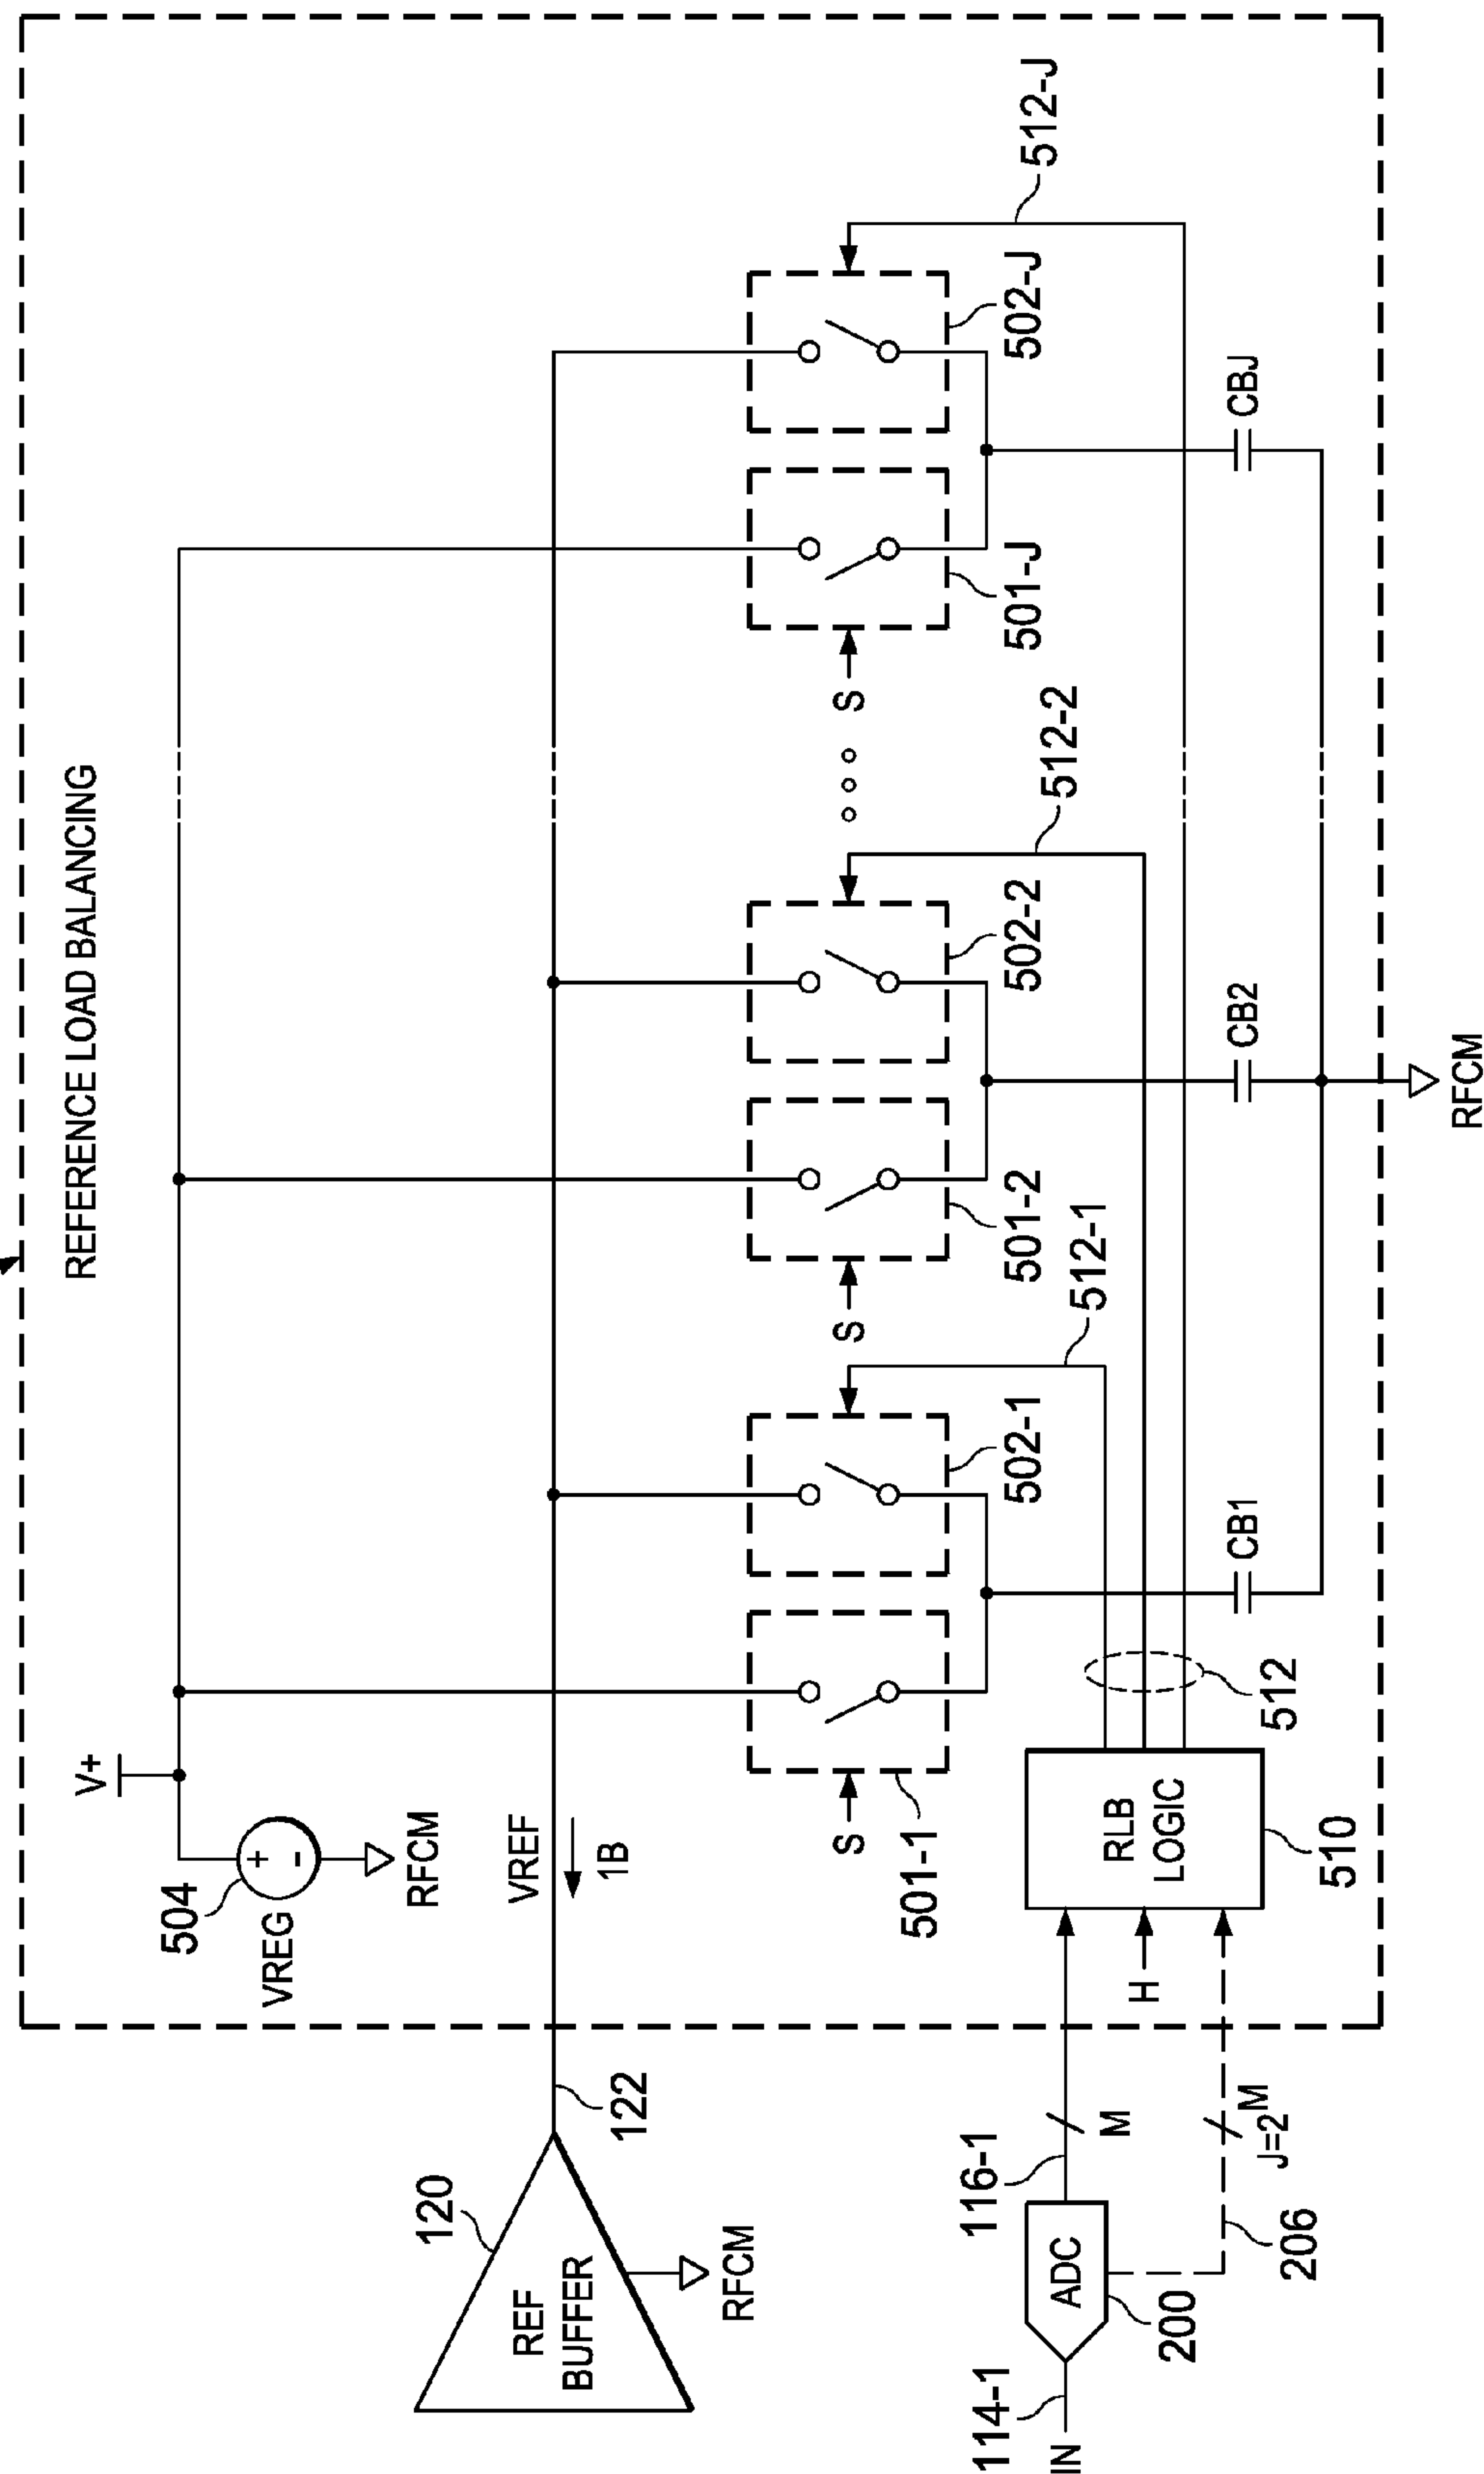 REFERENCE LOAD BALANCING
V+
504
VREG
RFCM
VREF
1B
120
REF
BUFFER
122
RFCM
S
501-1
502-1
512-1
S
501-2
502-2
512-2
S
501-J
502-J
512-J
IN
114-1
ADC
200
116-1
M
206
J=2^M
H
RLB
LOGIC
510
512
CB1
CB2
CBJ
RFCM